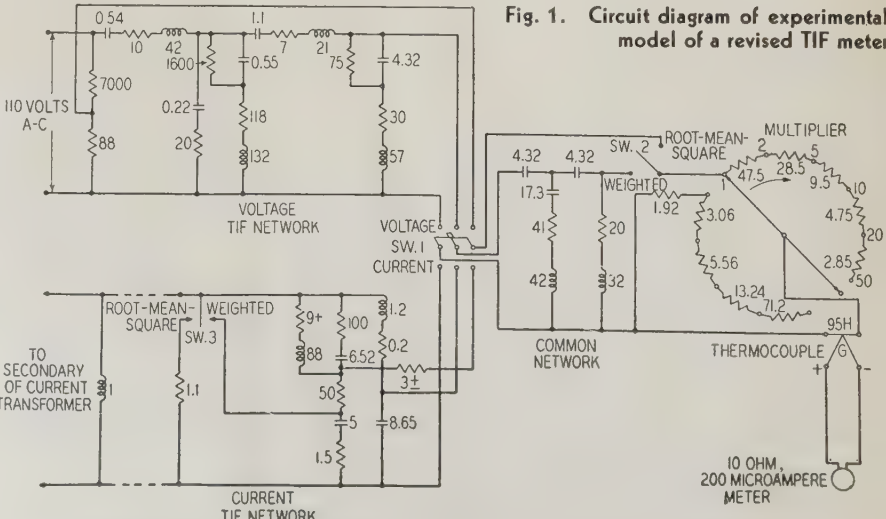 Fig. 1. Circuit diagram of experimental
model of a revised TIF meter
0.54
10
42
1.1
7
21
1600
0.55
75
4.32
7000
110 VOLTS
A-C
0.22
118
30
88
20
132
57
VOLTAGE
TIF NETWORK
VOLTAGE
SW. 1
CURRENT
4.32
4.32
SW. 2
ROOT-MEAN-
SQUARE
WEIGHTED
17.3
41
42
20
32
COMMON
NETWORK
MULTIPLIER
1
2
5
10
20
50
47.5
28.5
9.5
4.75
2.85
1.92
3.06
5.56
13.24
71.2
95H
THERMOCOUPLE
G
+
-
10 OHM,
200 MICROAMPERE
METER
ROOT-MEAN-
SQUARE
WEIGHTED
SW. 3
TO
SECONDARY
OF CURRENT
TRANSFORMER
1
1.1
9+
88
100
6.52
1.2
0.2
3±
50
5
8.65
1.5
CURRENT
TIF NETWORK